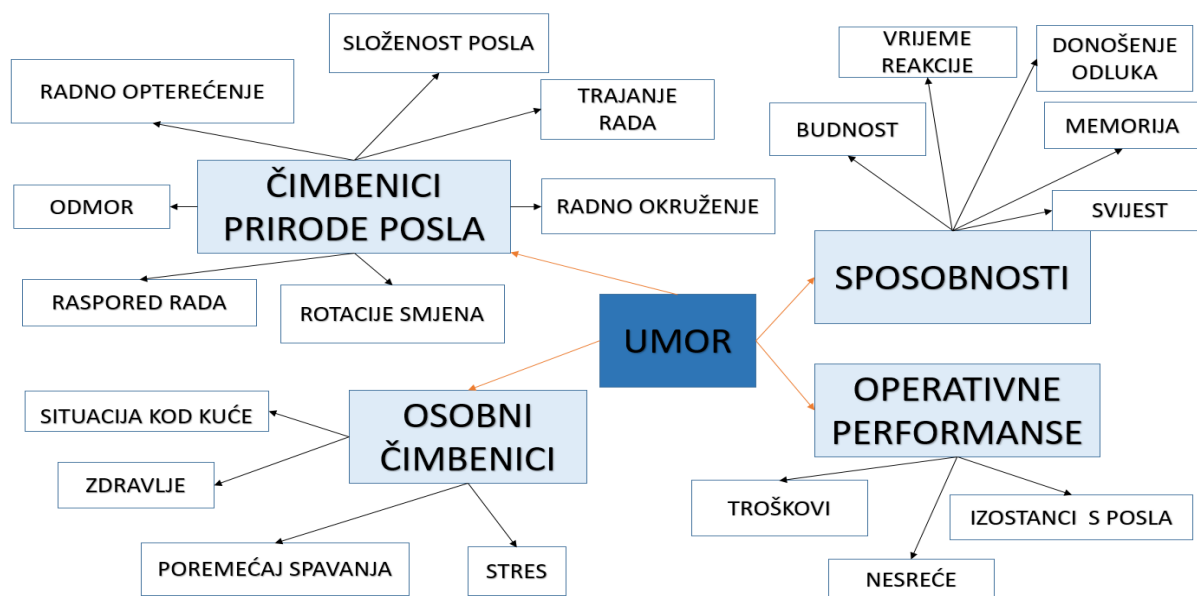 SLOŽENOST POSLA
RADNO OPTEREĆENJE
TRAJANJE
RADA
ČIMBENICI
PRIRODE POSLA
ODMOR
RADNO OKRUŽENJE
RASPORED RADA
ROTACIJE SMJENA
VRIJEME
REAKCIJE
DONOŠENJE
ODLUKA
BUDNOST
MEMORIJA
SVIJEST
SPOSOBNOSTI
UMOR
OSOBNI
ČIMBENICI
SITUACIJA KOD KUĆE
ZDRAVLJE
POREMEĆAJ SPAVANJA
STRES
OPERATIVNE
PERFORMANSE
TROŠKOVI
IZOSTANCI S POSLA
NESREĆE